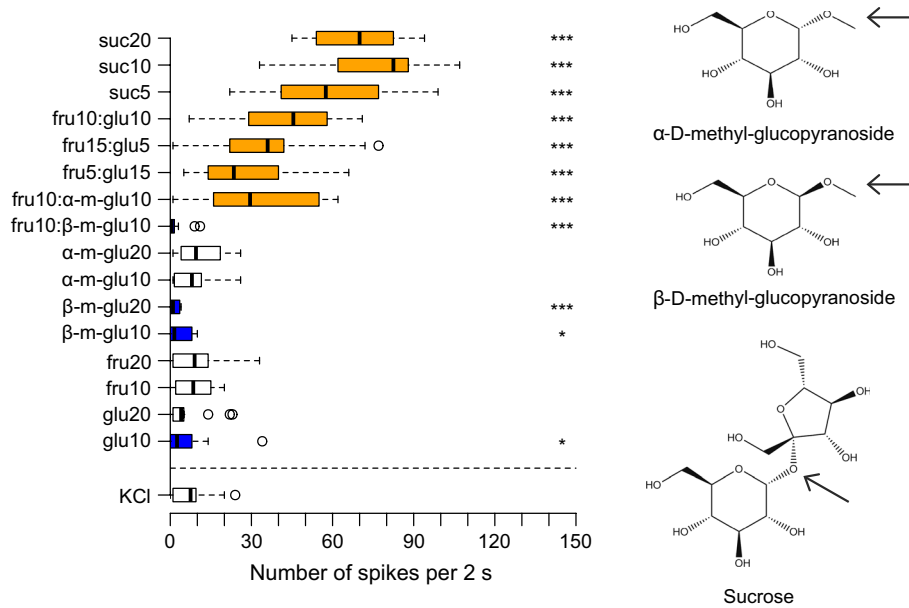 suc20 ***
suc10 ***
suc5 ***
fru10:glu10 ***
fru15:glu5 ***
fru5:glu15 ***
fru10:α-m-glu10 ***
fru10:β-m-glu10 ***
α-m-glu20
α-m-glu10
β-m-glu20 ***
β-m-glu10 *
fru20
fru10
glu20
glu10 *
KCl
0 30 60 90 120 150
Number of spikes per 2 s
HO O O
HO OH
OH
α-D-methyl-glucopyranoside
HO O O
HO OH
OH
β-D-methyl-glucopyranoside
HO
O OH
HO OH
HO O O
HO OH
OH
Sucrose